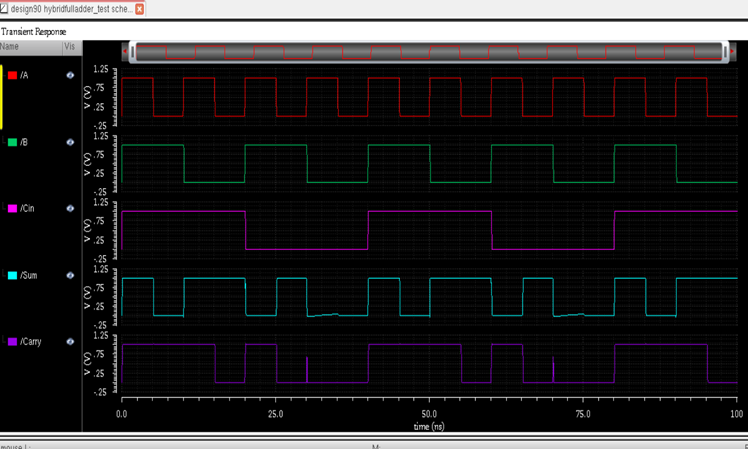 design90 hybridfulladder_test sche...
Transient Response
Name Vis
/A
1.25
.75
.25
-.25
V (V)
/B
1.25
.75
.25
-.25
V (V)
/Cin
1.25
.75
.25
-.25
V (V)
/Sum
1.25
.75
.25
-.25
V (V)
/Carry
1.25
.75
.25
-.25
V (V)
0.0 25.0 50.0 75.0 100
time (ns)
mouse L: M: